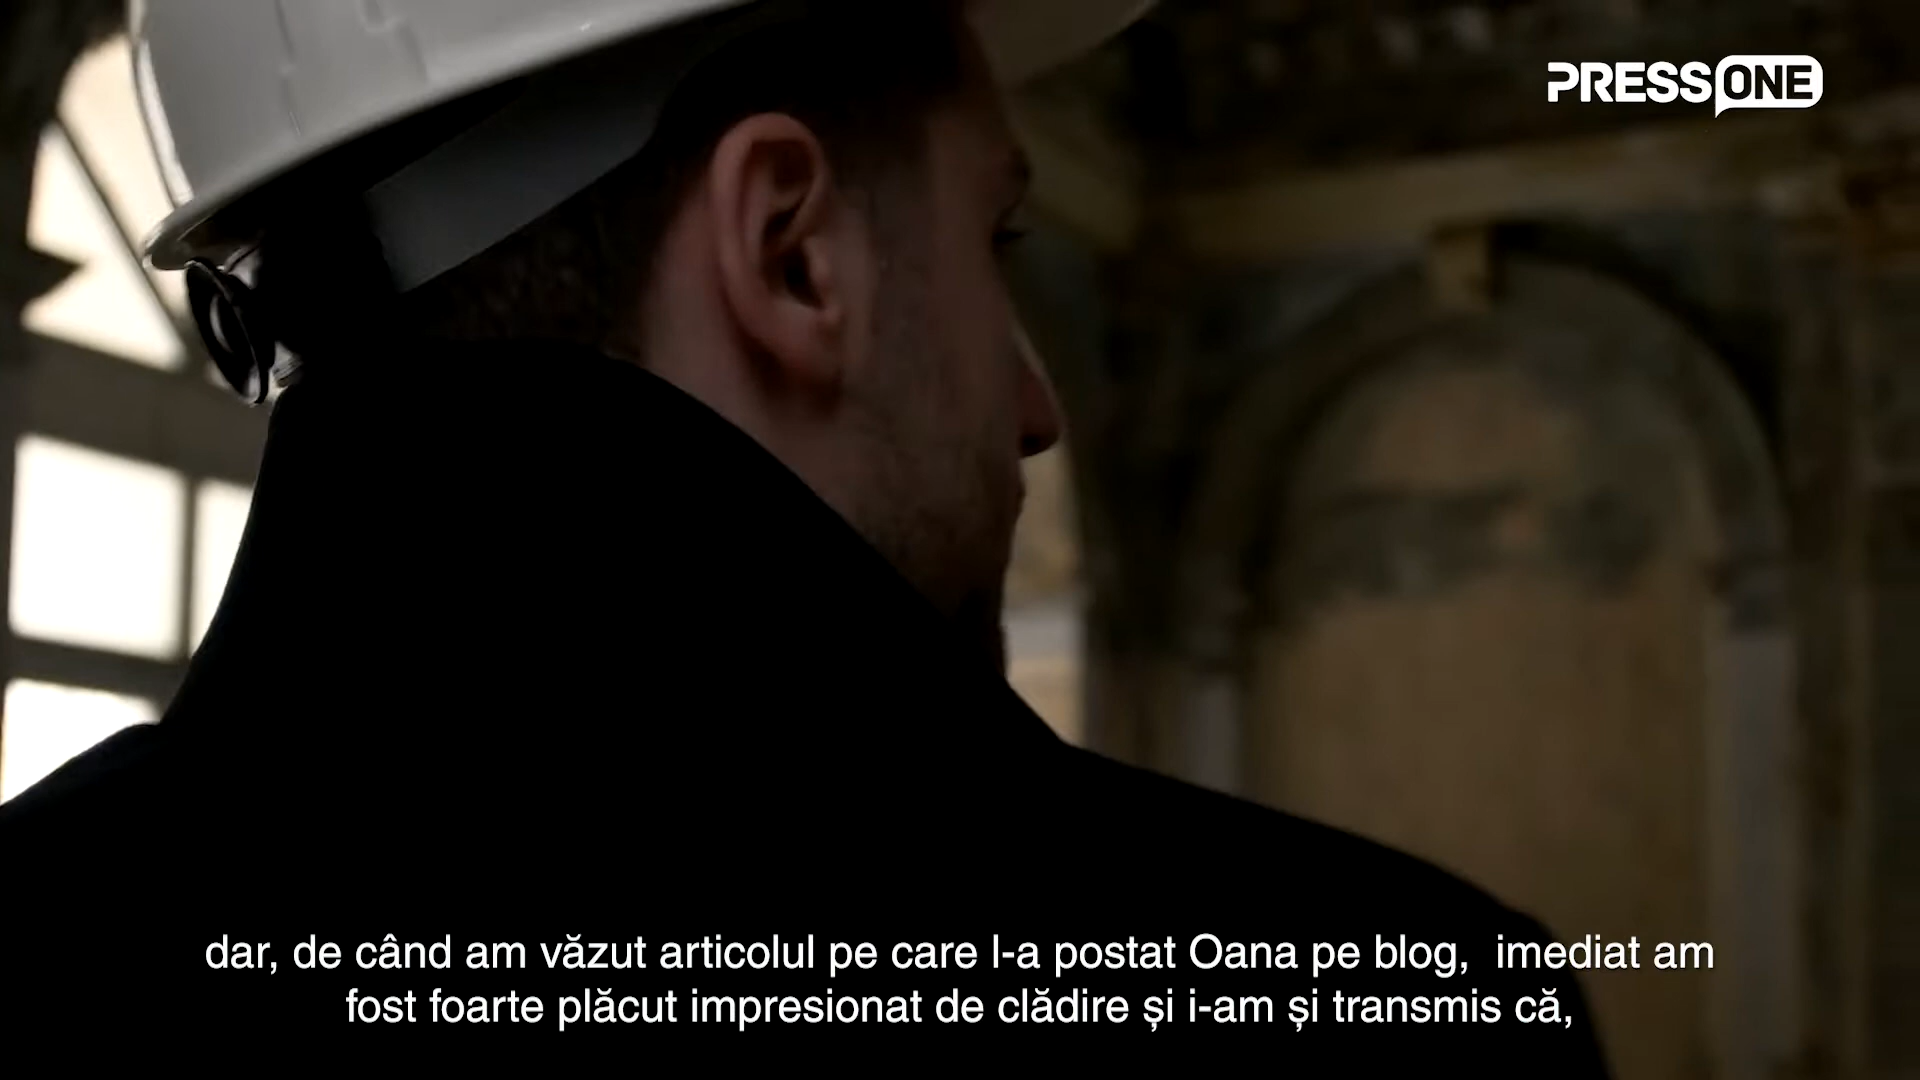 PRESSONE
dar, de când am văzut articolul pe care l-a postat Oana pe blog,  imediat am
fost foarte plăcut impresionat de clădire și i-am și transmis că,